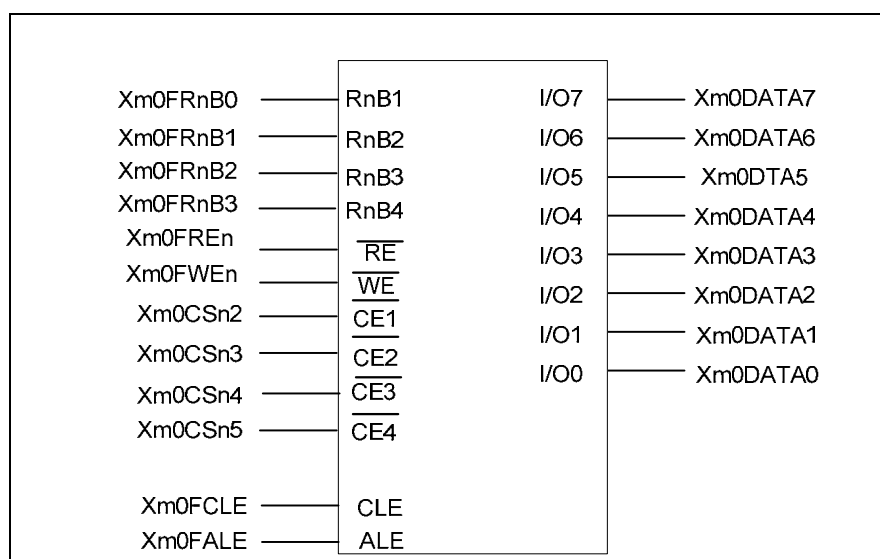 Xm0FRnB0 RnB1 I/O7 Xm0DATA7
Xm0FRnB1 RnB2 I/O6 Xm0DATA6
Xm0FRnB2 RnB3 I/O5 Xm0DTA5
Xm0FRnB3 RnB4 I/O4 Xm0DATA4
Xm0FREn RE I/O3 Xm0DATA3
Xm0FWEn WE I/O2 Xm0DATA2
Xm0CSn2 CE1 I/O1 Xm0DATA1
Xm0CSn3 CE2 I/O0 Xm0DATA0
Xm0CSn4 CE3
Xm0CSn5 CE4
Xm0FCLE CLE
Xm0FALE ALE